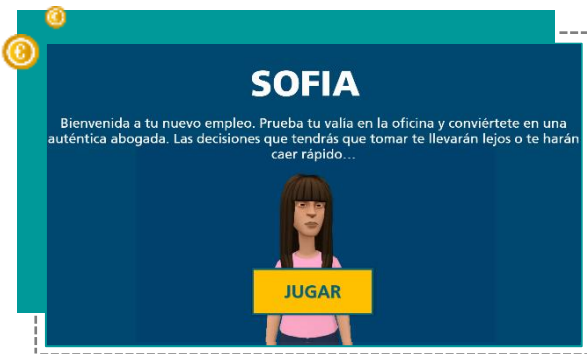 SOFIA
Bienvenida a tu nuevo empleo. Prueba tu valía en la oficina y conviértete en una
auténtica abogada. Las decisiones que tendrás que tomar te llevarán lejos o te harán
caer rápido…
JUGAR